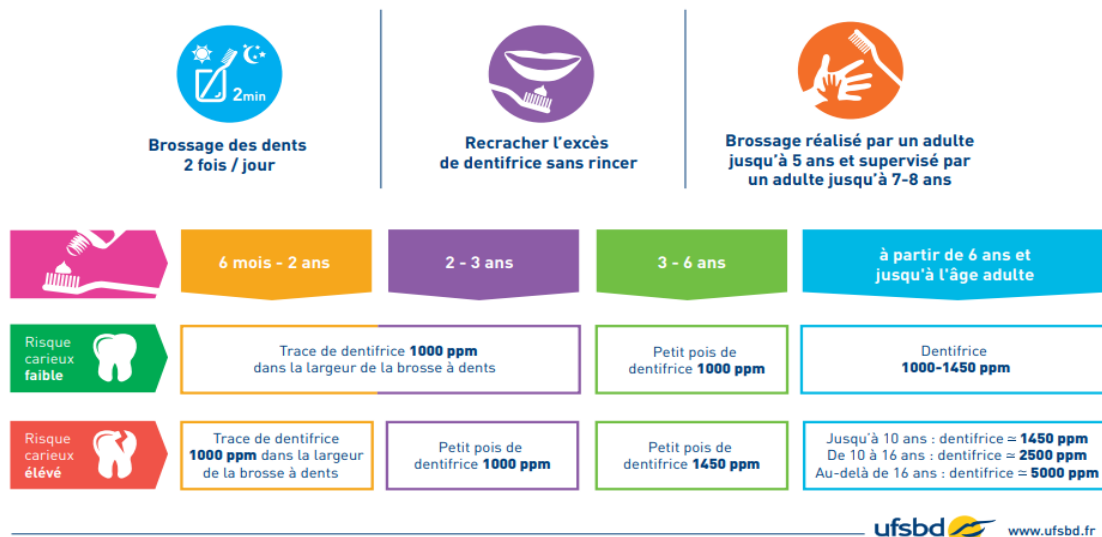 2min
Brossage des dents
2 fois / jour
Recracher l'excès
de dentifrice sans rincer
Brossage réalisé par un adulte
jusqu'à 5 ans et supervisé par
un adulte jusqu'à 7-8 ans
6 mois - 2 ans
2 - 3 ans
3 - 6 ans
à partir de 6 ans et
jusqu'à l'âge adulte
Risque
carieux
faible
Trace de dentifrice 1000 ppm
dans la largeur de la brosse à dents
Petit pois de
dentifrice 1000 ppm
Dentifrice
1000-1450 ppm
Risque
carieux
élévé
Trace de dentifrice
1000 ppm dans la largeur
de la brosse à dents
Petit pois de
dentifrice 1000 ppm
Petit pois de
dentifrice 1450 ppm
Jusqu'à 10 ans : dentifrice ≃ 1450 ppm
De 10 à 16 ans : dentifrice ≃ 2500 ppm
Au-delà de 16 ans : dentifrice ≃ 5000 ppm
ufsbd
www.ufsbd.fr